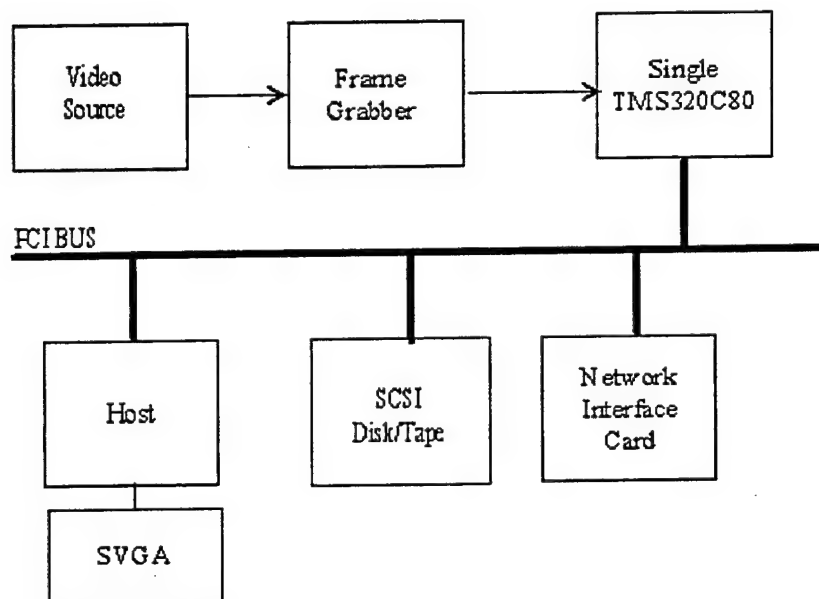 Video
Source
Frame
Grabber
Single
TMS320C80
PCI BUS
Host
SCSI
Disk/Tape
Network
Interface
Card
SVGA